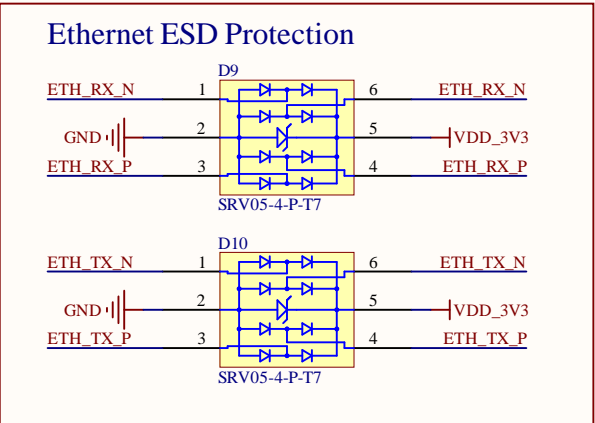 Ethernet ESD Protection
D9
ETH_RX_N 1 6 ETH_RX_N
GND 2 5 VDD_3V3
ETH_RX_P 3 4 ETH_RX_P
SRV05-4-P-T7
D10
ETH_TX_N 1 6 ETH_TX_N
GND 2 5 VDD_3V3
ETH_TX_P 3 4 ETH_TX_P
SRV05-4-P-T7